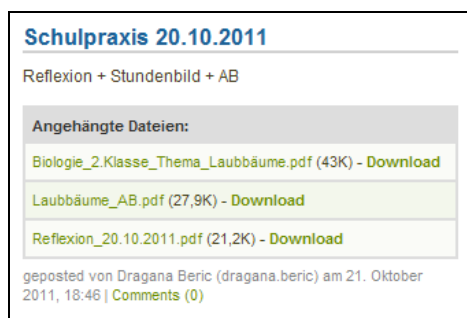 Schulpraxis 20.10.2011
Reflexion + Stundenbild + AB
Angehängte Dateien:
Biologie_2.Klasse_Thema_Laubbäume.pdf (43K) - Download
Laubbäume_AB.pdf (27,9K) - Download
Reflexion_20.10.2011.pdf (21,2K) - Download
geposted von Dragana Beric (dragana.beric) am 21. Oktober
2011, 18:46 | Comments (0)